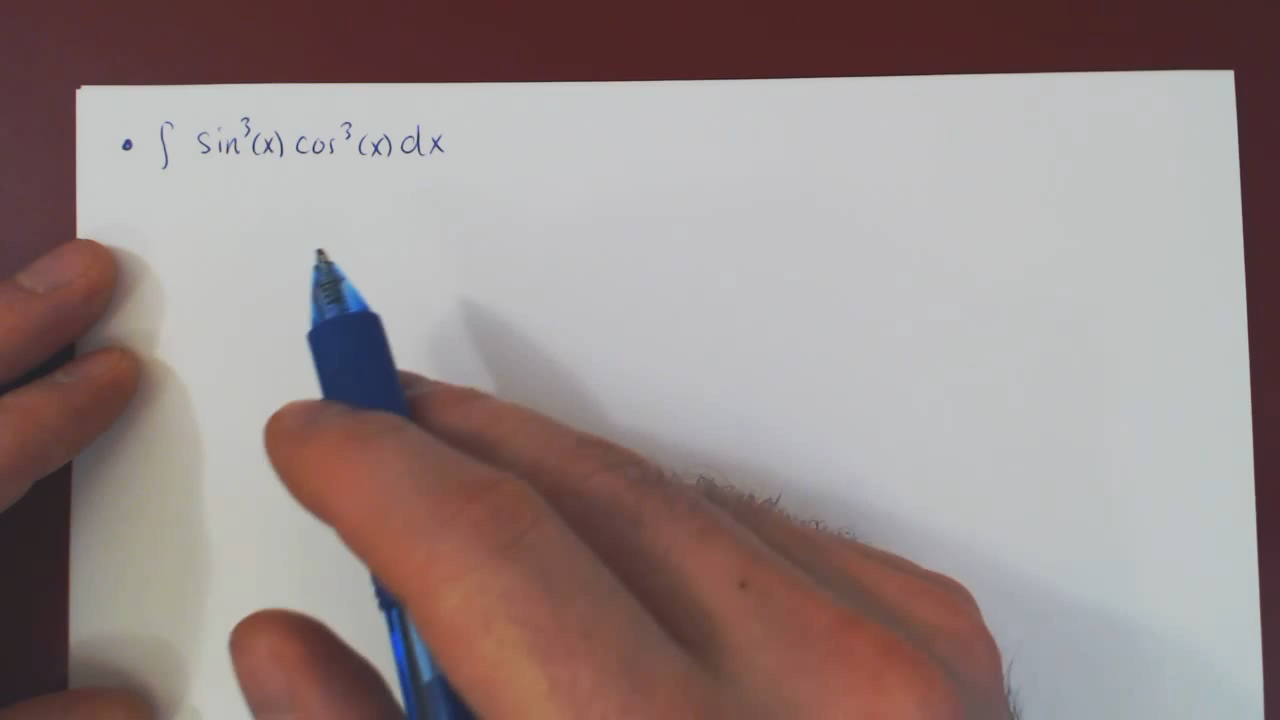 • ∫ sin³(x) cos³(x) dx